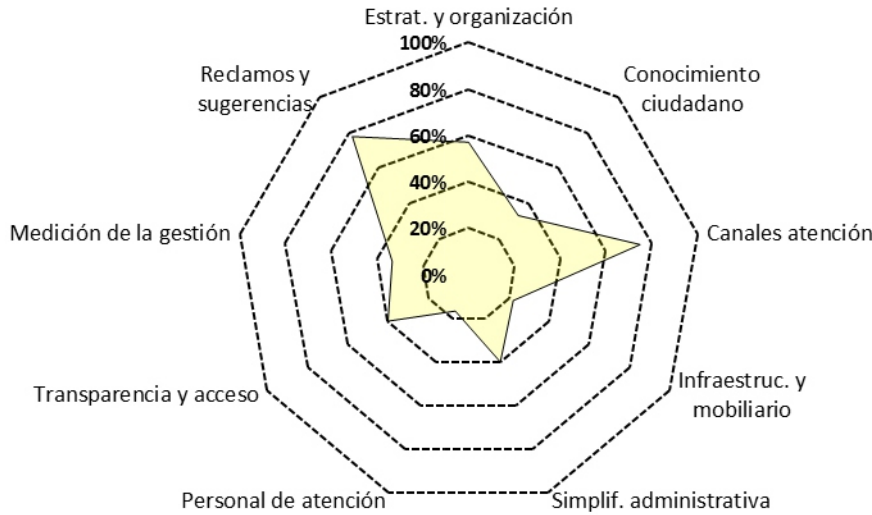 Estrat. y organización
100%
80%
60%
40%
20%
0%
Conocimiento
ciudadano
Canales atención
Infraestruc. y
mobiliario
Simplif. administrativa
Personal de atención
Transparencia y acceso
Medición de la gestión
Reclamos y
sugerencias